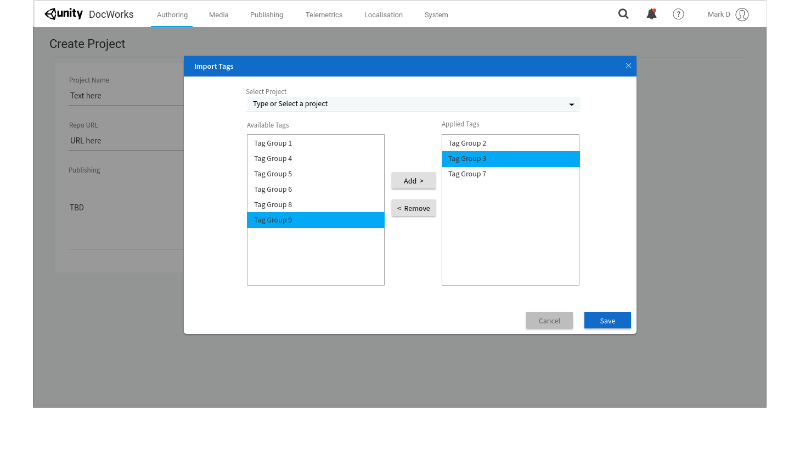 unity DocWorks Authoring Media Publishing Telemetrics Localisation System Mark D
Create Project
Import Tags
Project Name
Text here
Repo URL
URL here
Publishing
TBD
Select Project
Type or Select a project
Available Tags
Tag Group 1
Tag Group 4
Tag Group 5
Tag Group 6
Tag Group 8
Tag Group 9
Add >
< Remove
Applied Tags
Tag Group 2
Tag Group 3
Tag Group 7
Cancel
Save